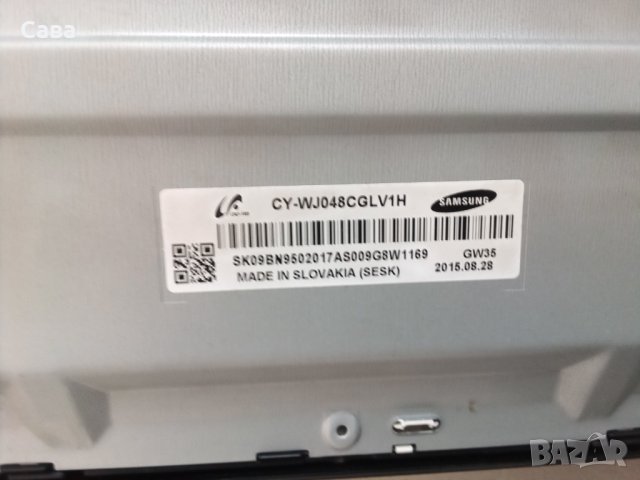 Сава
CY-WJ048CGLV1H
SAMSUNG
SK09BN9502017AS009G8W1169
GW35
MADE IN SLOVAKIA (SESK)
2015.08.28
BAZAR